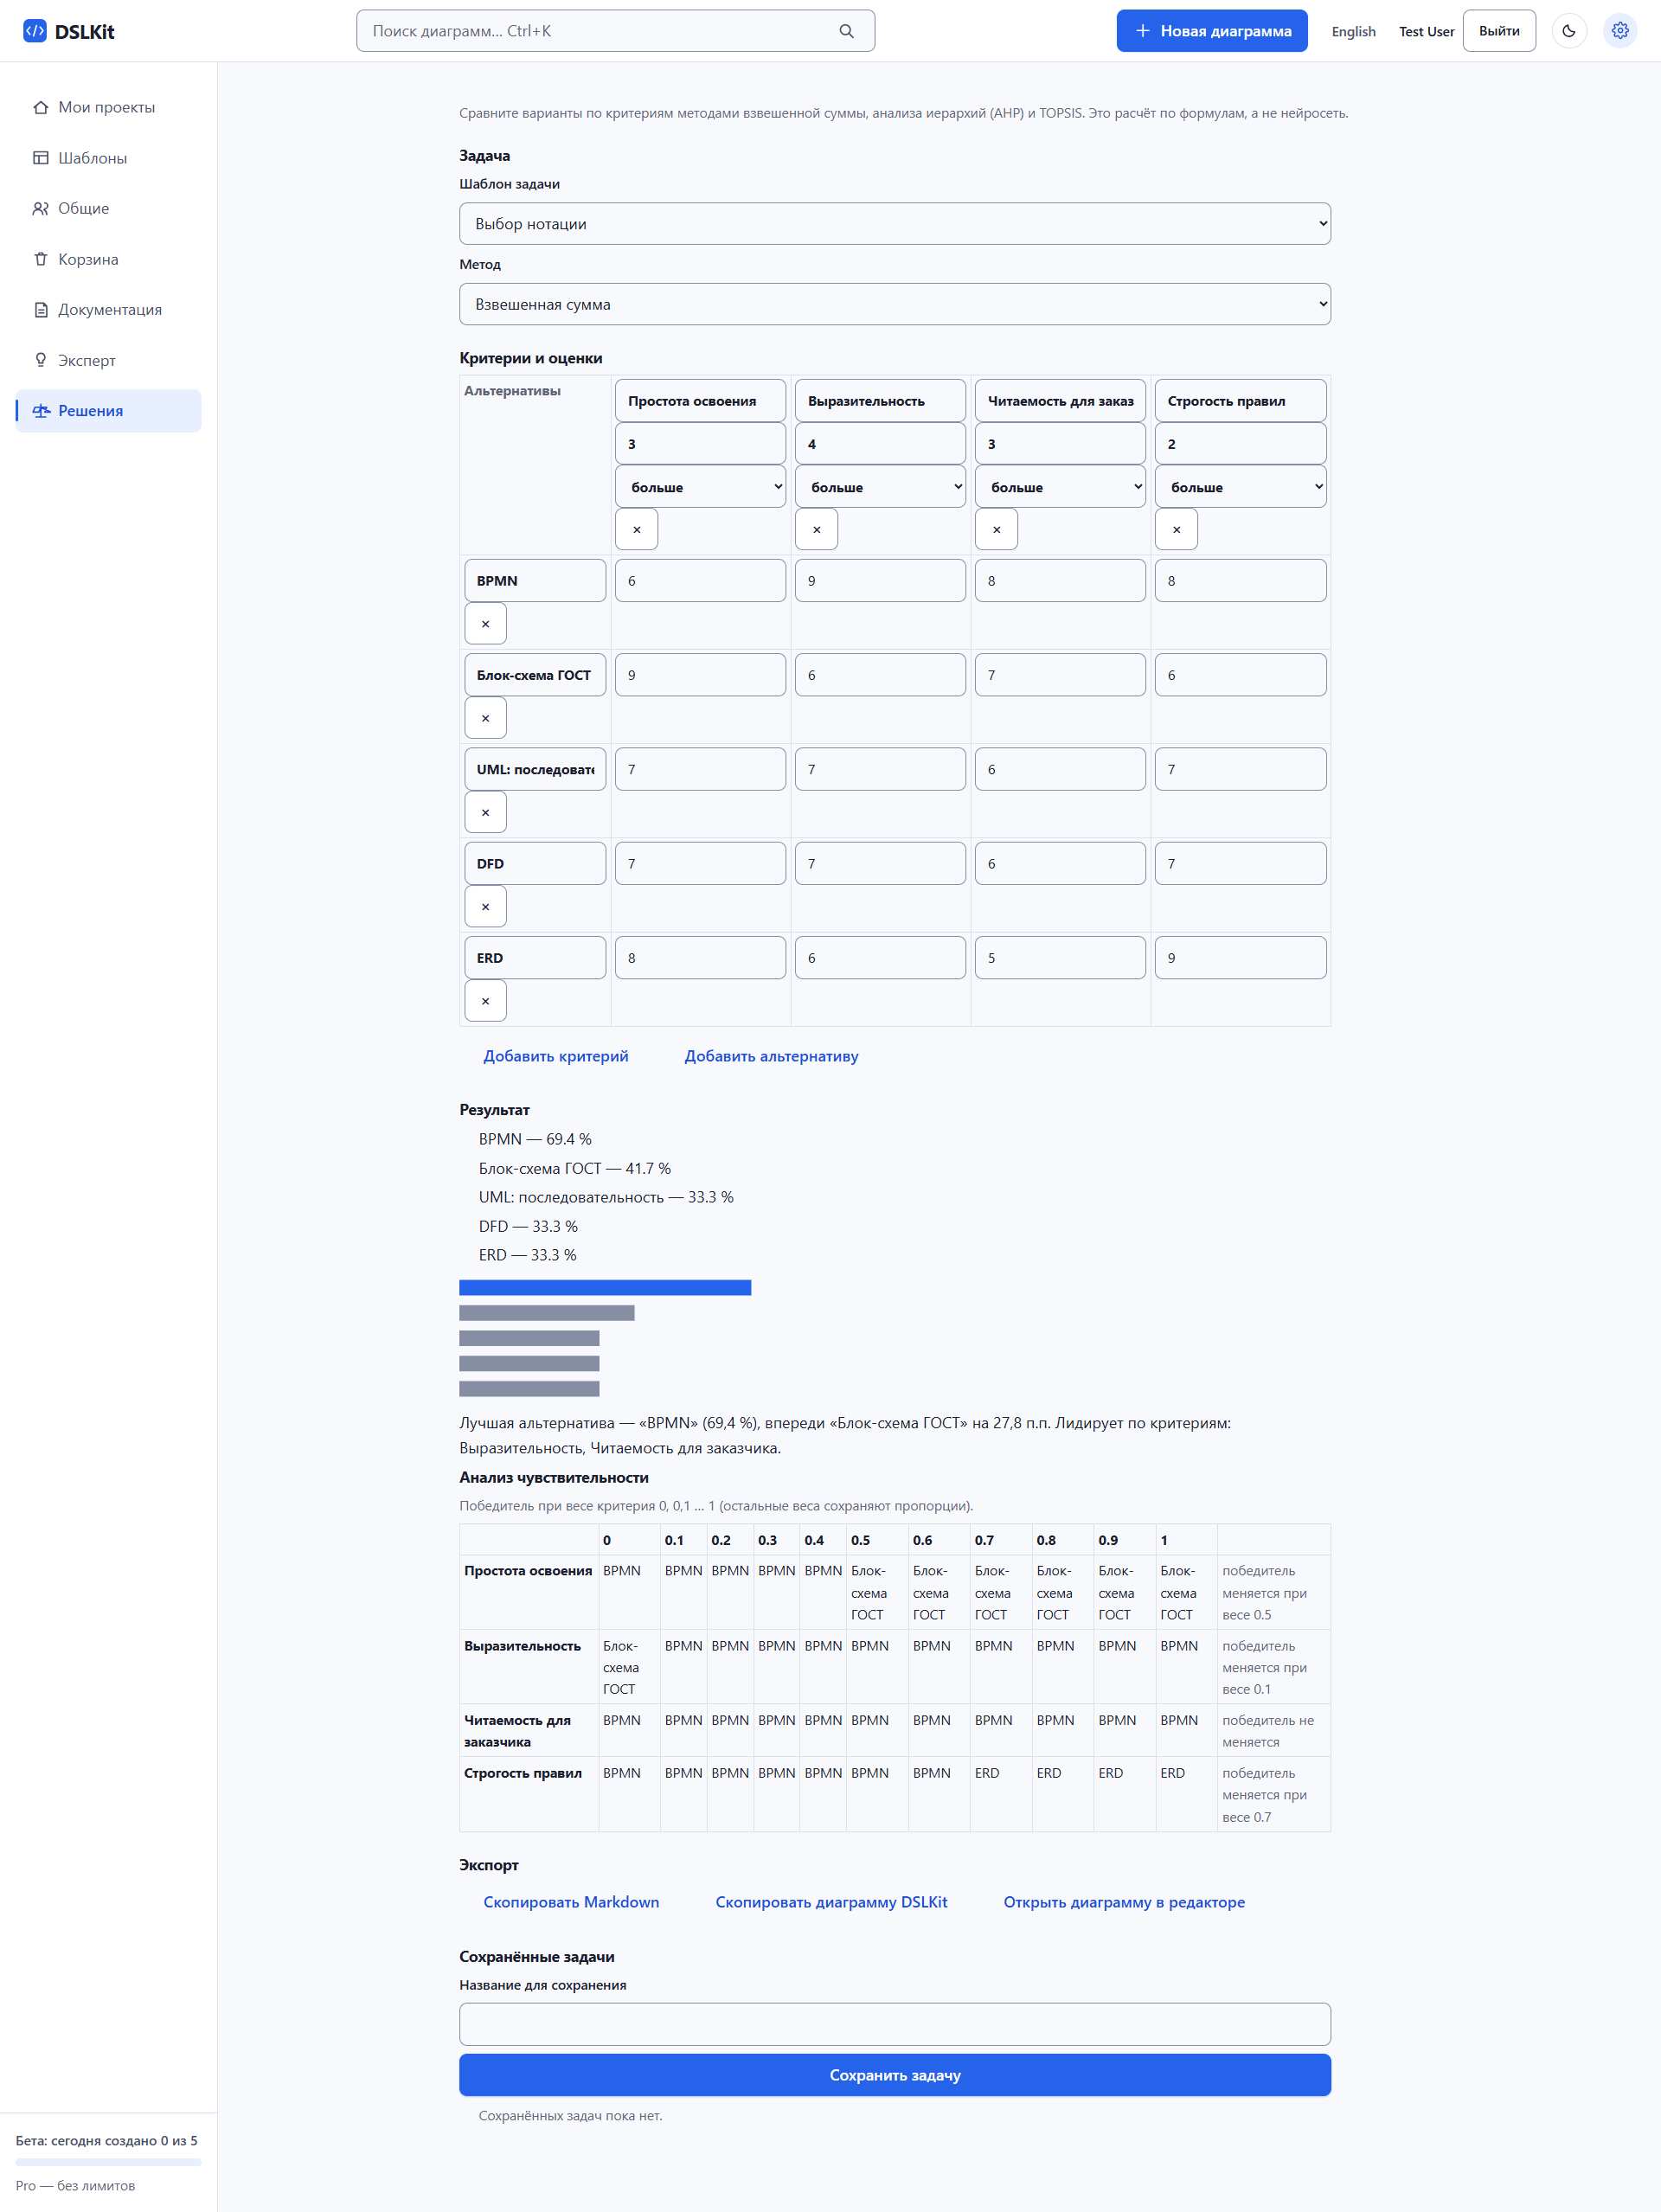 DSLKit
Поиск диаграмм... Ctrl+K
Новая диаграмма
English
Test User
Выйти
Мои проекты
Шаблоны
Общие
Корзина
Документация
Эксперт
Решения
Сравните варианты по критериям методами взвешенной суммы, анализа иерархий (AHP) и TOPSIS. Это расчёт по формулам, а не нейросеть.
Задача
Шаблон задачи
Выбор нотации
Метод
Взвешенная сумма
Критерии и оценки
Альтернативы Простота освоения Выразительность Читаемость для заказ Строгость правил
3 4 3 2
больше больше больше больше
× × × ×
BPMN 6 9 8 8
×
Блок-схема ГОСТ 9 6 7 6
×
UML: последовате 7 7 6 7
×
DFD 7 7 6 7
×
ERD 8 6 5 9
×
Добавить критерий Добавить альтернативу
Результат
BPMN — 69.4 %
Блок-схема ГОСТ — 41.7 %
UML: последовательность — 33.3 %
DFD — 33.3 %
ERD — 33.3 %
Лучшая альтернатива — «BPMN» (69,4 %), впереди «Блок-схема ГОСТ» на 27,8 п.п. Лидирует по критериям:
Выразительность, Читаемость для заказчика.
Анализ чувствительности
Победитель при весе критерия 0, 0,1 … 1 (остальные веса сохраняют пропорции).
0 0.1 0.2 0.3 0.4 0.5 0.6 0.7 0.8 0.9 1
Простота освоения BPMN BPMN BPMN BPMN BPMN Блок- Блок- Блок- Блок- Блок- Блок- победитель
схема схема схема схема схема схема меняется при
ГОСТ ГОСТ ГОСТ ГОСТ ГОСТ ГОСТ весе 0.5
Выразительность Блок- BPMN BPMN BPMN BPMN BPMN BPMN BPMN BPMN BPMN BPMN победитель
схема меняется при
ГОСТ весе 0.1
Читаемость для BPMN BPMN BPMN BPMN BPMN BPMN BPMN BPMN BPMN BPMN BPMN победитель не
заказчика меняется
Строгость правил BPMN BPMN BPMN BPMN BPMN BPMN BPMN ERD ERD ERD ERD победитель
меняется при
весе 0.7
Экспорт
Скопировать Markdown Скопировать диаграмму DSLKit Открыть диаграмму в редакторе
Сохранённые задачи
Название для сохранения
Сохранить задачу
Сохранённых задач пока нет.
Бета: сегодня создано 0 из 5
Pro — без лимитов